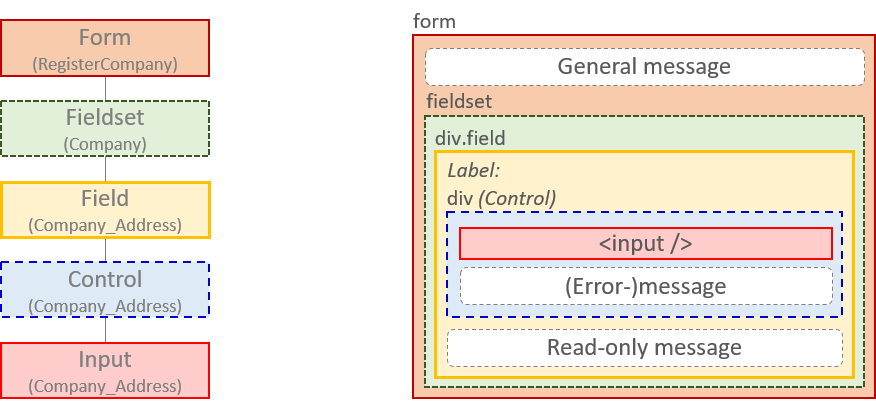 Form
(RegisterCompany)
Fieldset
(Company)
Field
(Company_Address)
Control
(Company_Address)
Input
(Company_Address)
form
General message
fieldset
div.field
Label:
div (Control)
<input />
(Error-)message
Read-only message